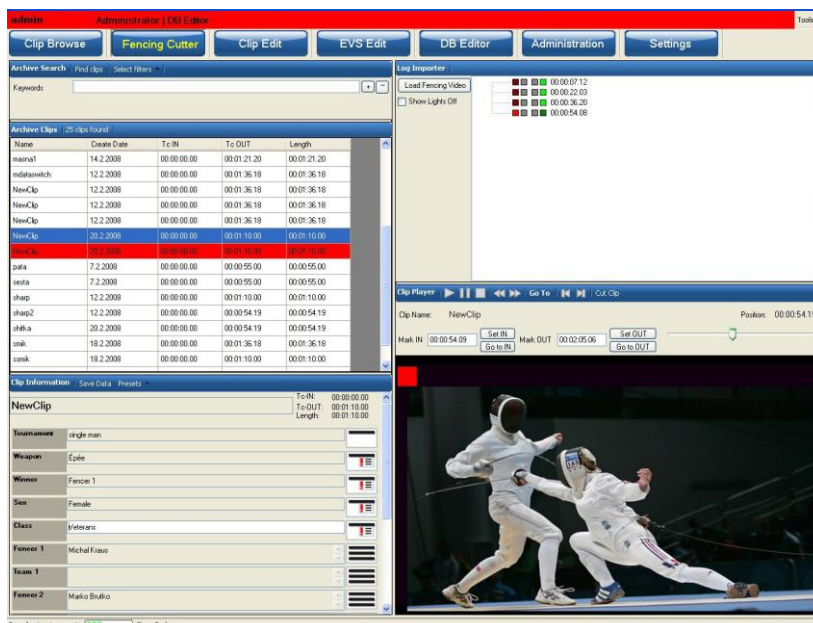 admin Administrator | DB Editor
Tools
Clip Browse Fencing Cutter Clip Edit EVS Edit DB Editor Administration Settings
Archive Search Find clips Select filters
Keywords + -
Archive Clips 25 clips found
Name Create Date Tc IN Tc OUT Length
masna1 14.2.2008 00:00:00.00 00:01:21.20 00:01:21.20
mdataswitch 12.2.2008 00:00:00.00 00:01:36.18 00:01:36.18
NewClip 12.2.2008 00:00:00.00 00:01:36.18 00:01:36.18
NewClip 12.2.2008 00:00:00.00 00:01:36.18 00:01:36.18
NewClip 12.2.2008 00:00:00.00 00:01:36.18 00:01:36.18
NewClip 20.2.2008 00:00:00.00 00:01:10.00 00:01:10.00
NewClip 20.2.2008 00:00:00.00 00:01:10.00 00:01:10.00
pata 7.2.2008 00:00:00.00 00:00:55.00 00:00:55.00
sesta 7.2.2008 00:00:00.00 00:00:55.00 00:00:55.00
sharp 12.2.2008 00:00:00.00 00:01:10.00 00:01:10.00
sharp2 12.2.2008 00:00:00.00 00:00:54.19 00:00:54.19
shitka 20.2.2008 00:00:00.00 00:00:54.19 00:00:54.19
smik 18.2.2008 00:00:00.00 00:01:36.18 00:01:36.18
ssmik 18.2.2008 00:00:00.00 00:01:10.00 00:01:10.00
Clip Information Save Data Presets
NewClip
Tc-IN: 00:00:00.00
Tc-OUT: 00:01:10.00
Length: 00:01:10.00
Tournament single man
Weapon Épée
Winner Fencer 1
Sex Female
Class Veterans
Fencer 1 Michal Kraus
Team 1
Fencer 2 Marko Brutko
Log Importer
Load Fencing Video
Show Lights Off
00:00:07.12
00:00:22.03
00:00:36.20
00:00:54.08
Clip Player Go To Cut Clip
Clip Name: NewClip Position: 00:00:54.19
Mark IN 00:00:54.09 Set IN Go to IN Mark OUT 00:02:05.06 Set OUT Go to OUT